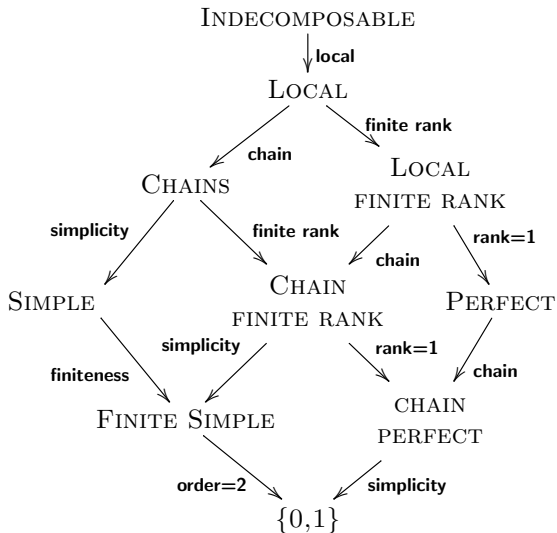 INDECOMPOSABLE
local
LOCAL
finite rank
chain
LOCAL
FINITE RANK
CHAINS
simplicity
finite rank
chain
rank=1
CHAIN
FINITE RANK
SIMPLE
PERFECT
simplicity
rank=1
finiteness
chain
CHAIN
PERFECT
FINITE SIMPLE
order=2
simplicity
{0,1}